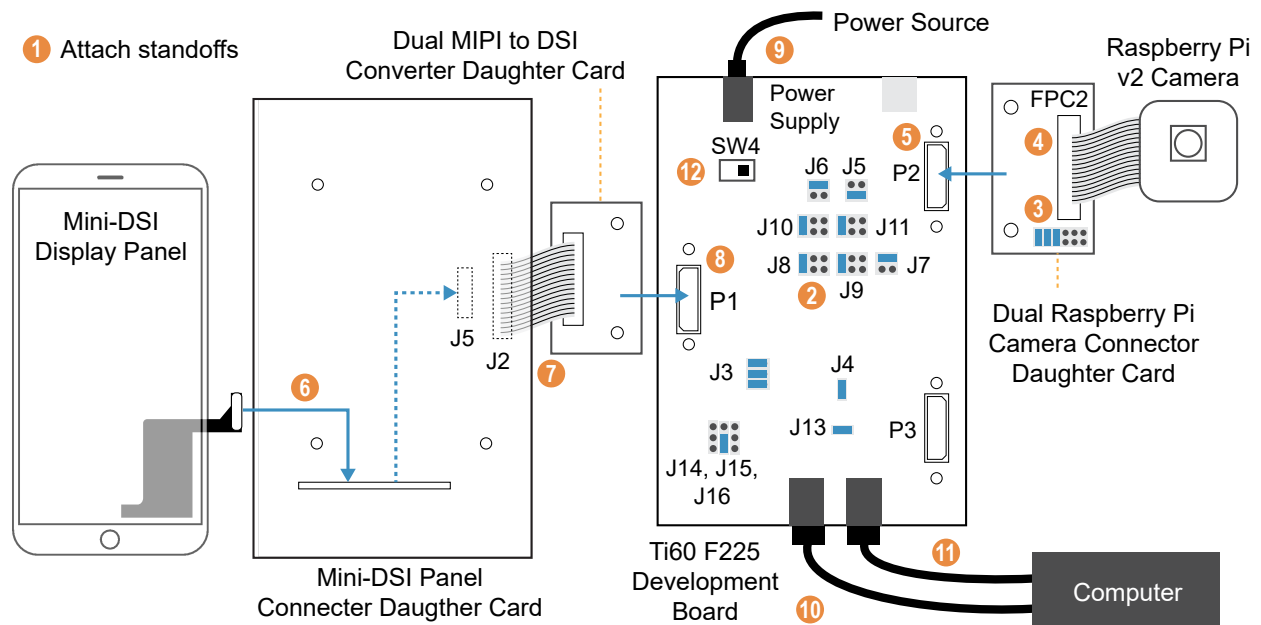 1 Attach standoffs
Dual MIPI to DSI
Converter Daughter Card
9
Power Source
Raspberry Pi
v2 Camera
Mini-DSI
Display Panel
Power
Supply
SW4
12
5
P2
FPC2
4
3
J6
J5
J10
J11
J8
J9
J7
2
8
P1
J5
J2
7
6
Dual Raspberry Pi
Camera Connector
Daughter Card
J3
J4
J13
P3
J14, J15,
J16
Mini-DSI Panel
Connecter Daugther Card
Ti60 F225
Development
Board
10
11
Computer